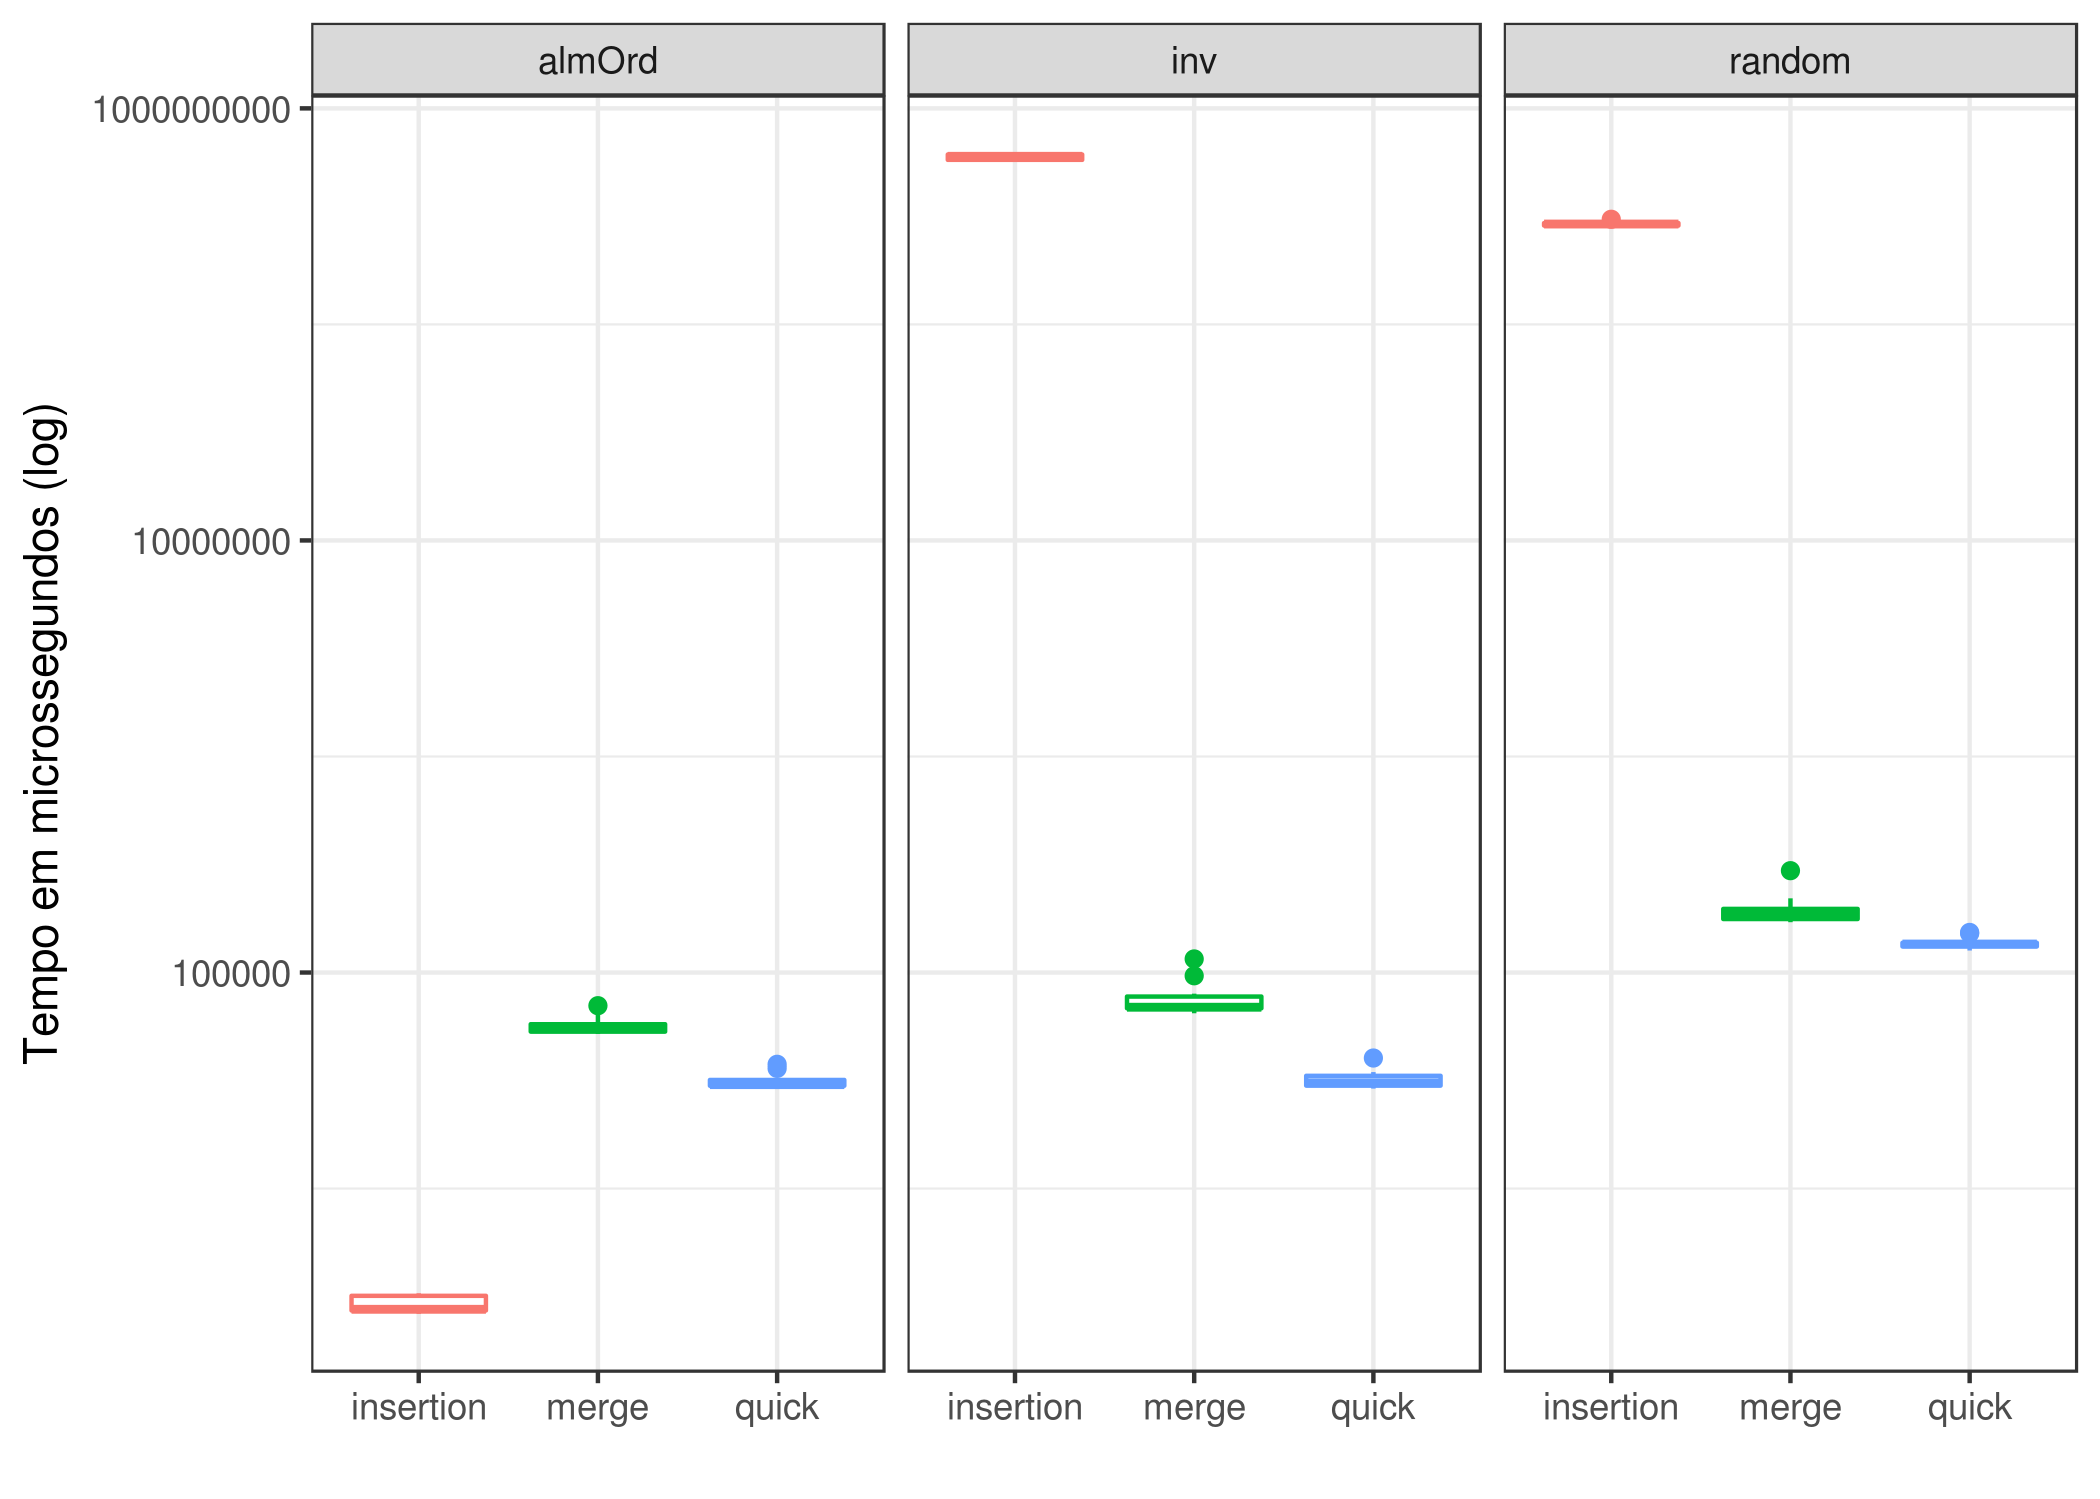 almOrd
inv
random
Tempo em microssegundos (log)
1000000000
10000000
100000
insertion merge quick
insertion merge quick
insertion merge quick